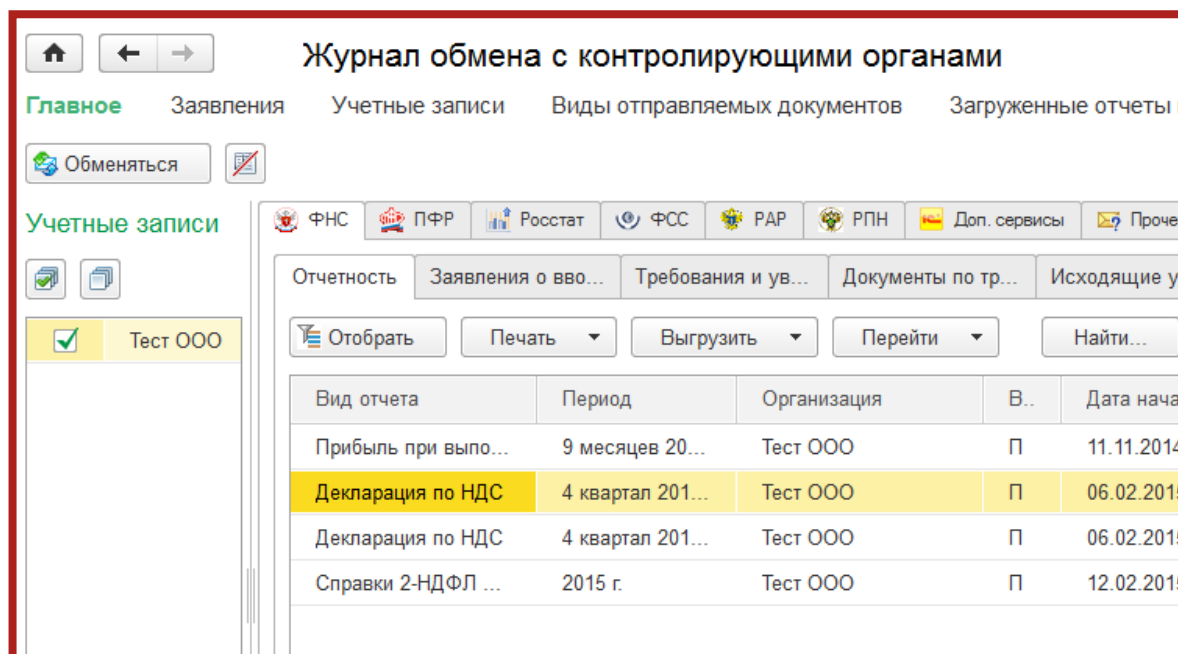 Журнал обмена с контролирующими органами
Главное Заявления Учетные записи Виды отправляемых документов Загруженные отчеты
Обменяться
Учетные записи
ФНС ПФР Росстат ФСС РАР РПН Доп. сервисы Проче
Отчетность Заявления о вво... Требования и ув... Документы по тр... Исходящие у
Тест ООО
Отобрать Печать Выгрузить Перейти Найти...
Вид отчета Период Организация В.. Дата нача
Прибыль при выпо... 9 месяцев 20... Тест ООО П 11.11.2014
Декларация по НДС 4 квартал 201... Тест ООО П 06.02.2015
Декларация по НДС 4 квартал 201... Тест ООО П 06.02.2015
Справки 2-НДФЛ ... 2015 г. Тест ООО П 12.02.2015